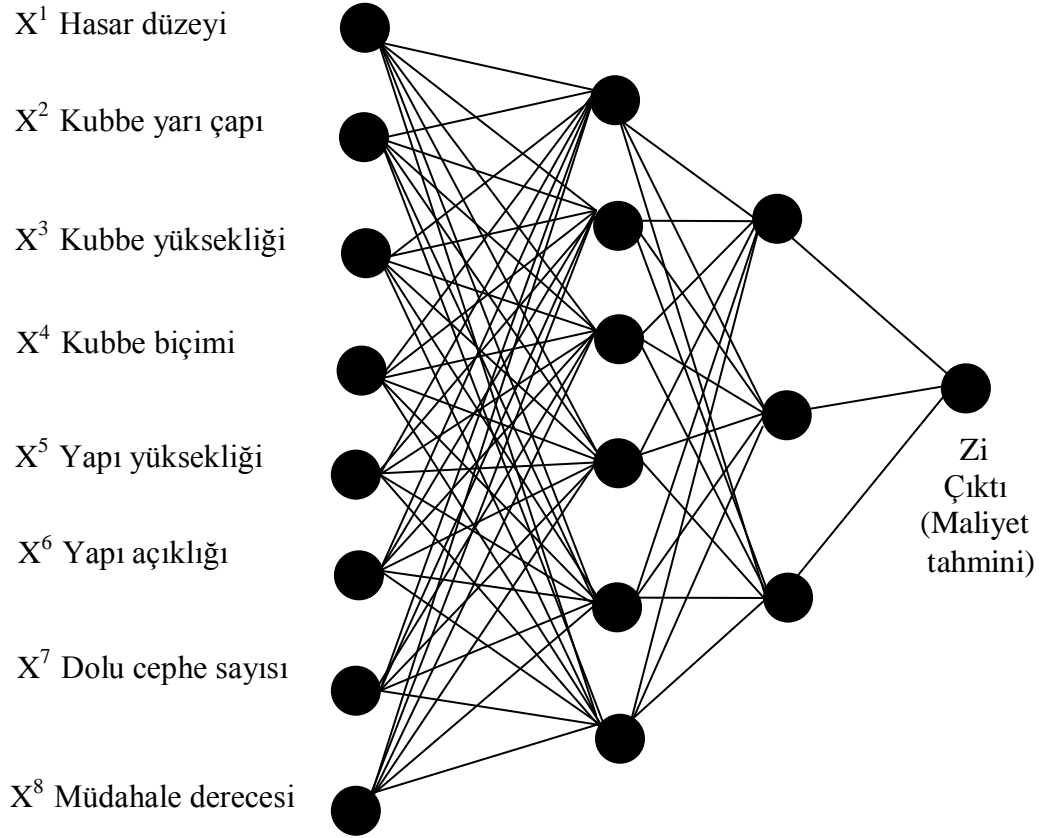 X¹ Hasar düzeyi
X² Kubbe yarı çapı
X³ Kubbe yüksekliği
X⁴ Kubbe biçimi
X⁵ Yapı yüksekliği
X⁶ Yapı açıklığı
X⁷ Dolu cephe sayısı
X⁸ Müdahale derecesi
Zi
Çıktı
(Maliyet
tahmini)